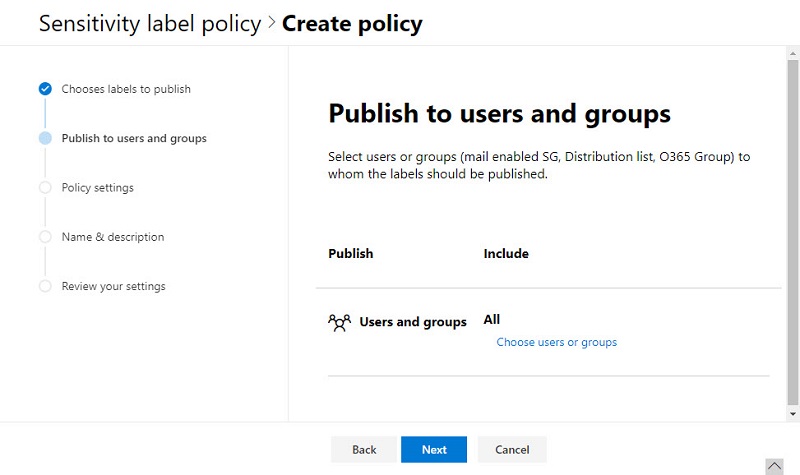 Sensitivity label policy > Create policy
Chooses labels to publish
Publish to users and groups
Policy settings
Name & description
Review your settings
Publish to users and groups
Select users or groups (mail enabled SG, Distribution list, O365 Group) to
whom the labels should be published.
Publish Include
Users and groups All
Choose users or groups
Back Next Cancel